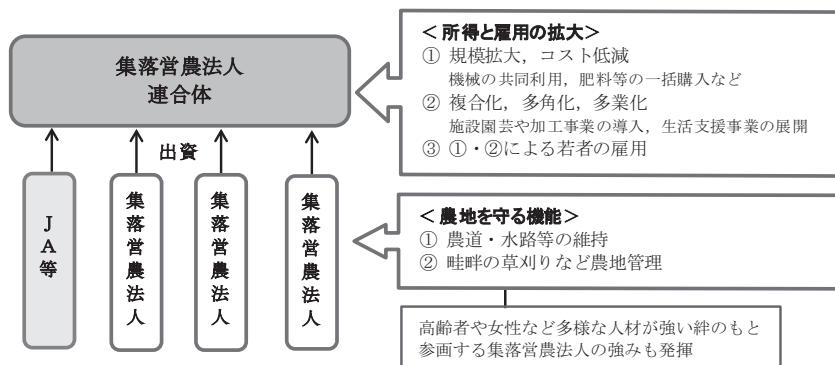 集落営農法人
連合体
出資
JA等
集落営農法人
集落営農法人
集落営農法人
＜所得と雇用の拡大＞
① 規模拡大，コスト低減
機械の共同利用，肥料等の一括購入など
② 複合化，多角化，多業化
施設園芸や加工事業の導入，生活支援事業の展開
③ ①・②による若者の雇用
＜農地を守る機能＞
① 農道・水路等の維持
② 畦畔の草刈りなど農地管理
高齢者や女性など多様な人材が強い絆のもと
参画する集落営農法人の強みも発揮